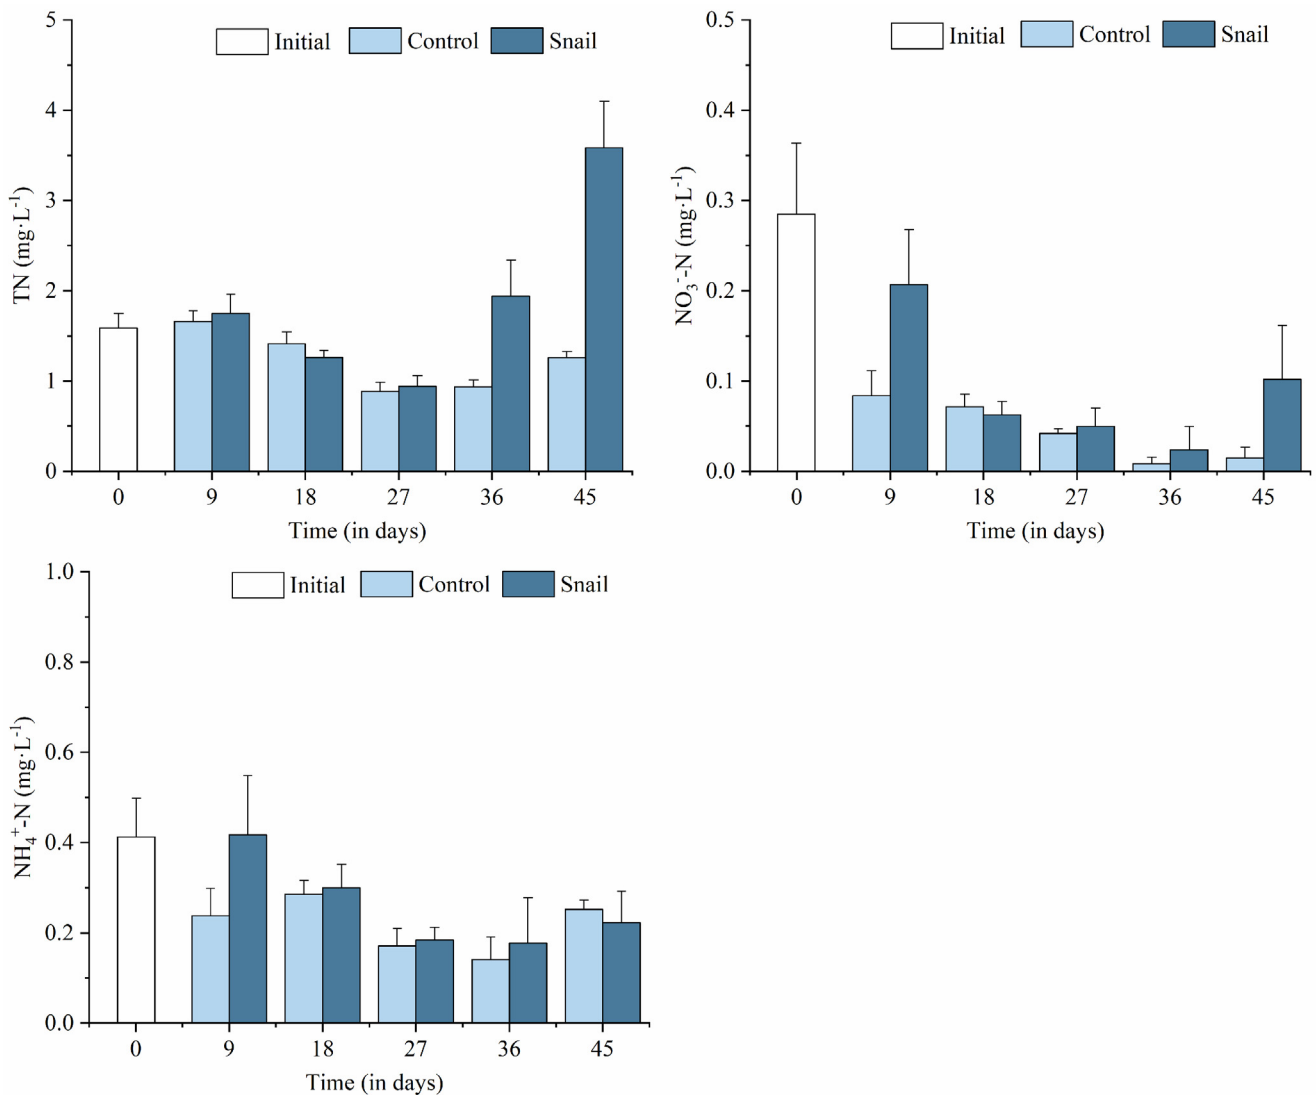 5
4
3
2
1
0
TN (mg·L⁻¹)
Initial Control Snail
0 9 18 27 36 45
Time (in days)
0.5
0.4
0.3
0.2
0.1
0.0
NO₃⁻-N (mg·L⁻¹)
Initial Control Snail
0 9 18 27 36 45
Time (in days)
1.0
0.8
0.6
0.4
0.2
0.0
NH₄⁺-N (mg·L⁻¹)
Initial Control Snail
0 9 18 27 36 45
Time (in days)